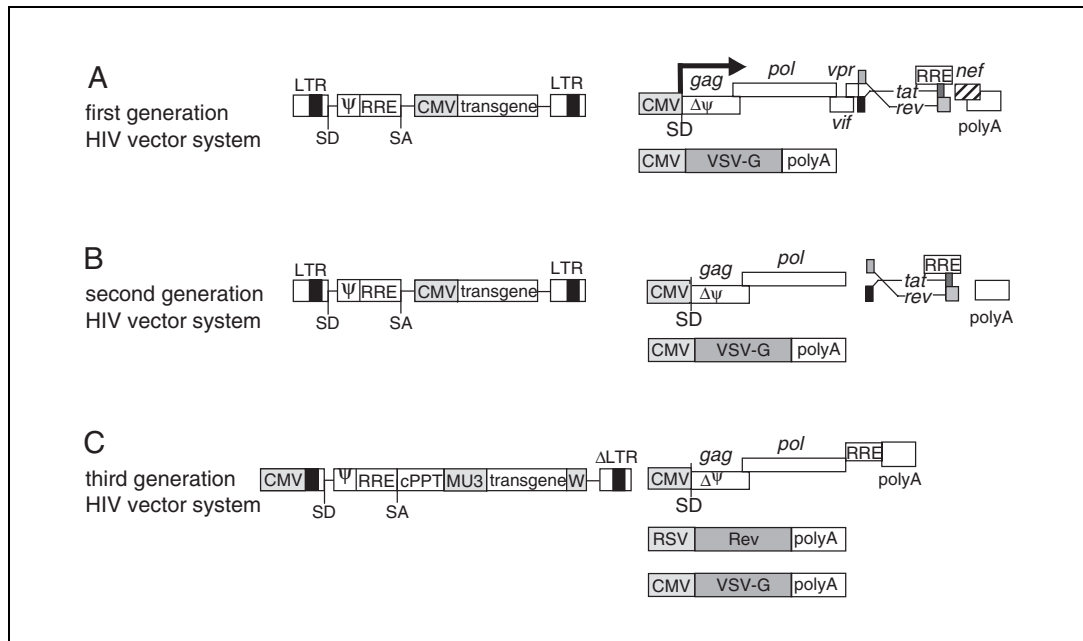 A
first generation
HIV vector system
LTR
Ψ RRE CMV transgene
LTR
SD
SA
CMV
gag
ΔΨ
pol
vpr
vif
tat
rev
RRE
nef
polyA
SD
CMV VSV-G polyA
B
second generation
HIV vector system
LTR
Ψ RRE CMV transgene
LTR
SD
SA
CMV
gag
ΔΨ
pol
tat
rev
RRE
polyA
SD
CMV VSV-G polyA
C
third generation
HIV vector system
CMV Ψ RRE cPPT MU3 transgene W
ΔLTR
SD
SA
CMV
gag
ΔΨ
pol
RRE
polyA
SD
RSV Rev polyA
CMV VSV-G polyA